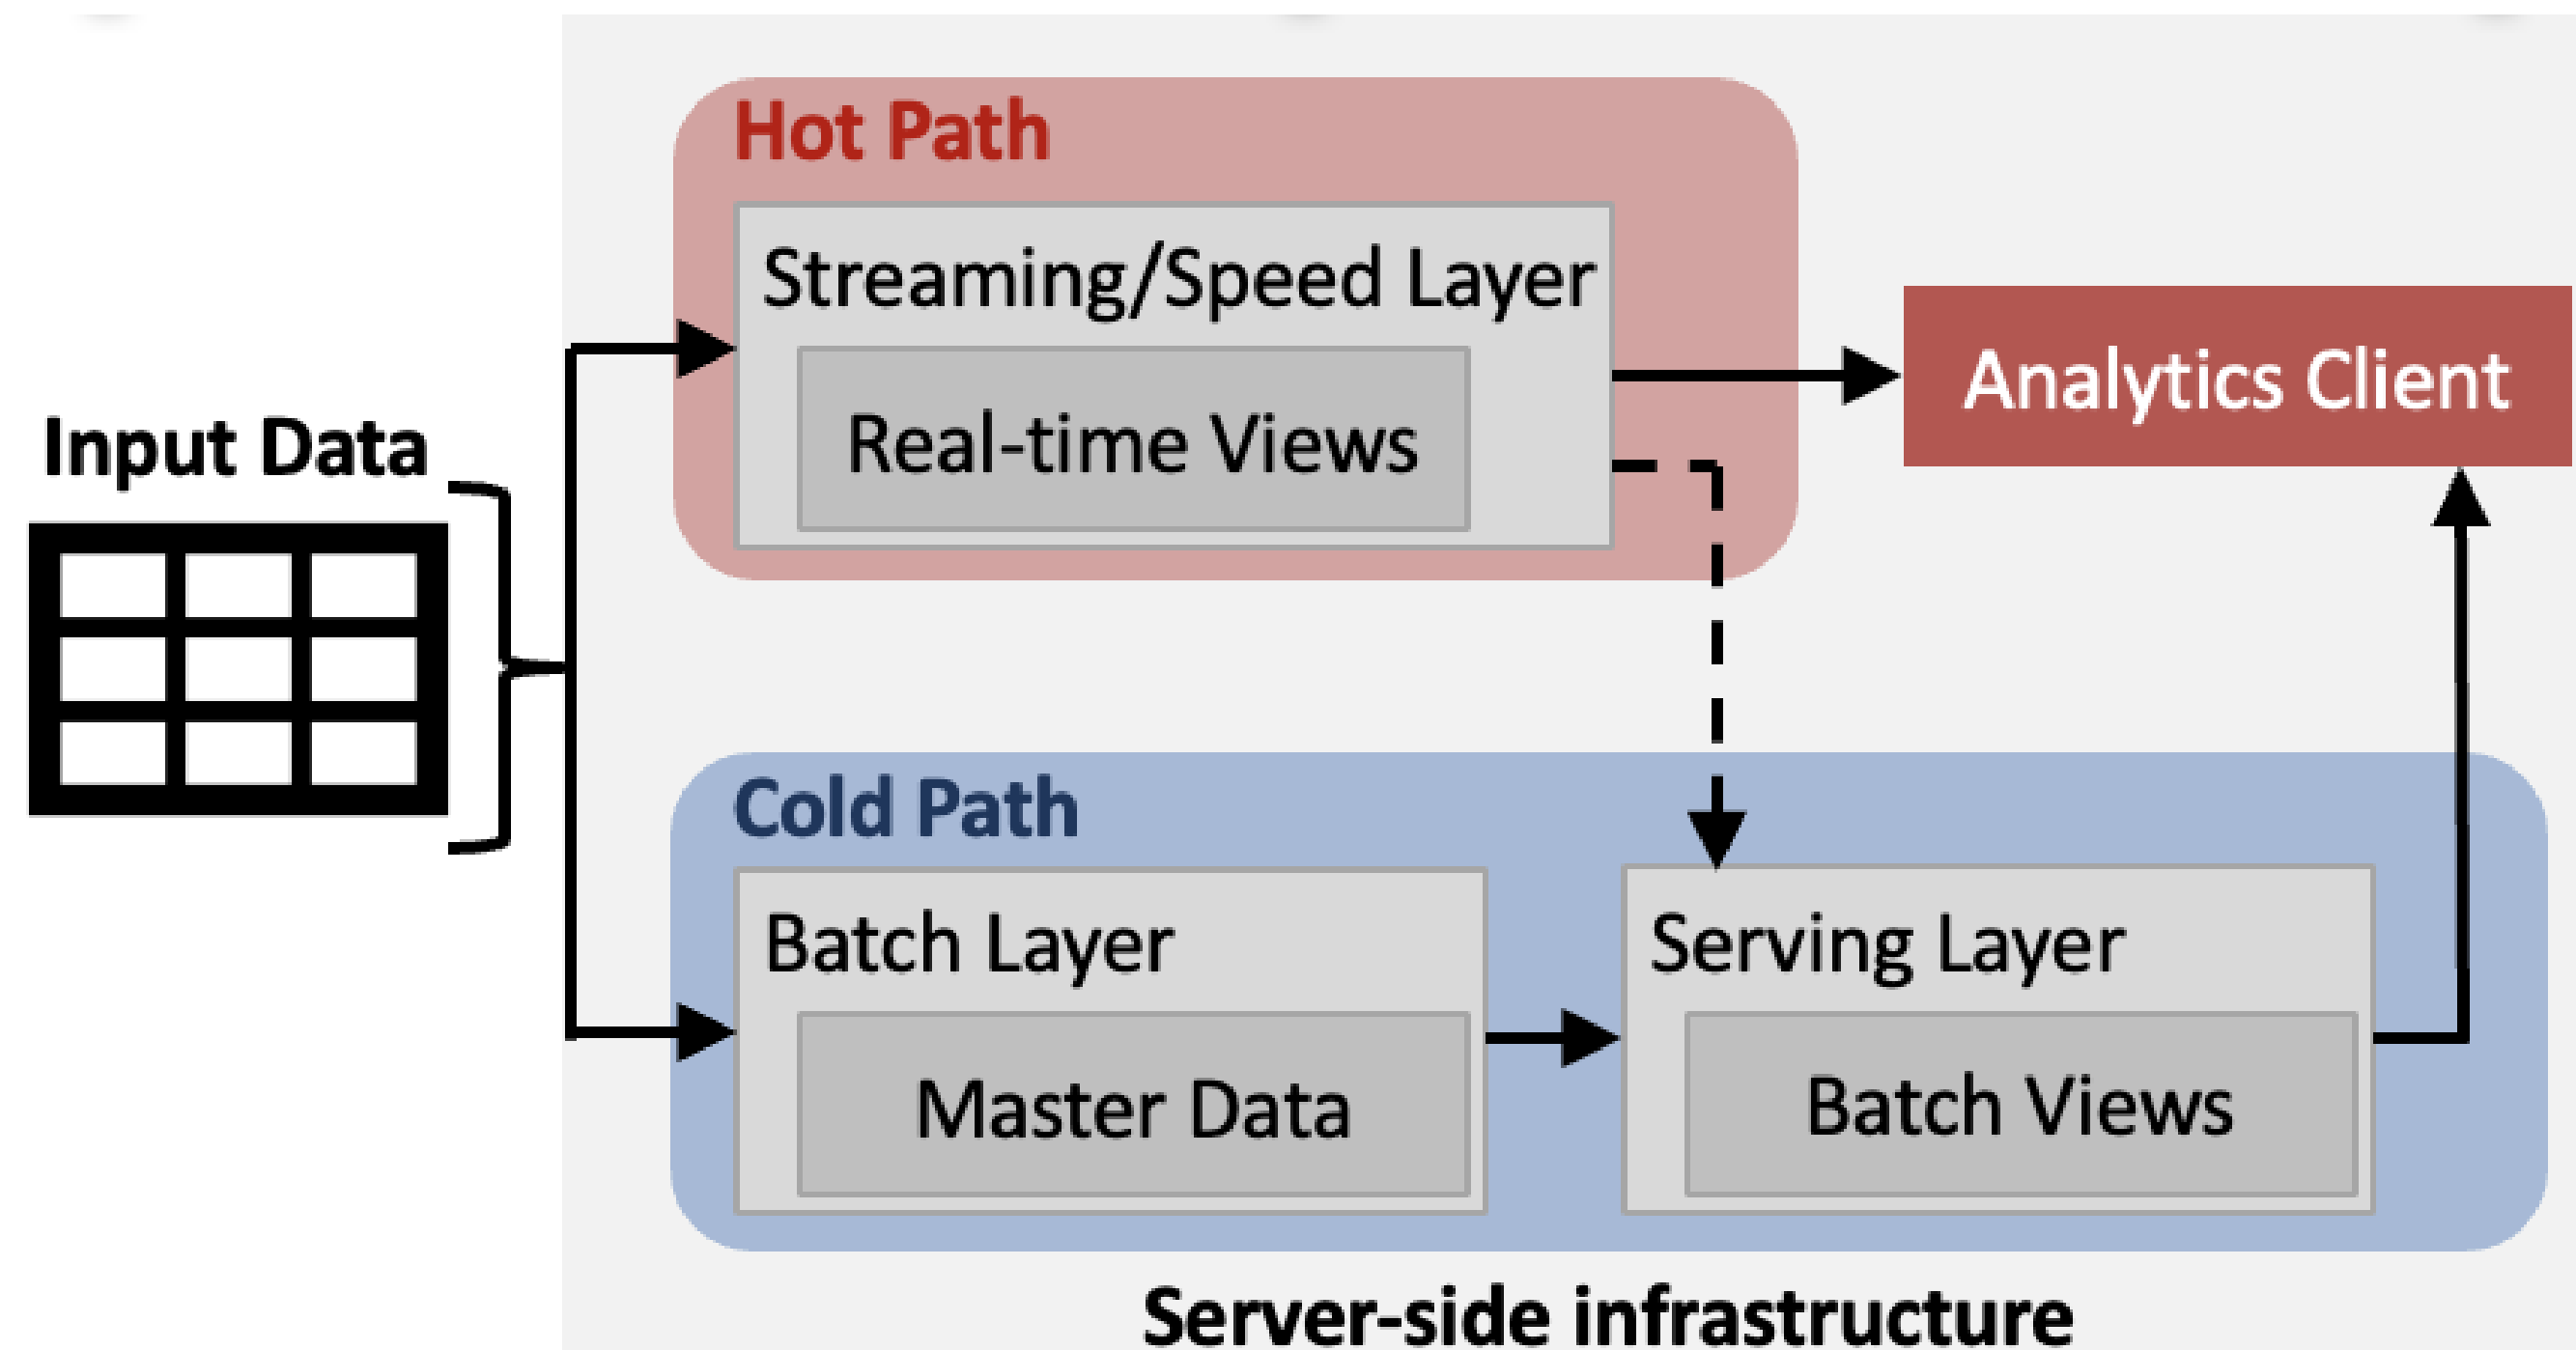 Hot Path
Streaming/Speed Layer
Real-time Views
Analytics Client
Input Data
Cold Path
Batch Layer
Master Data
Serving Layer
Batch Views
Server-side infrastructure